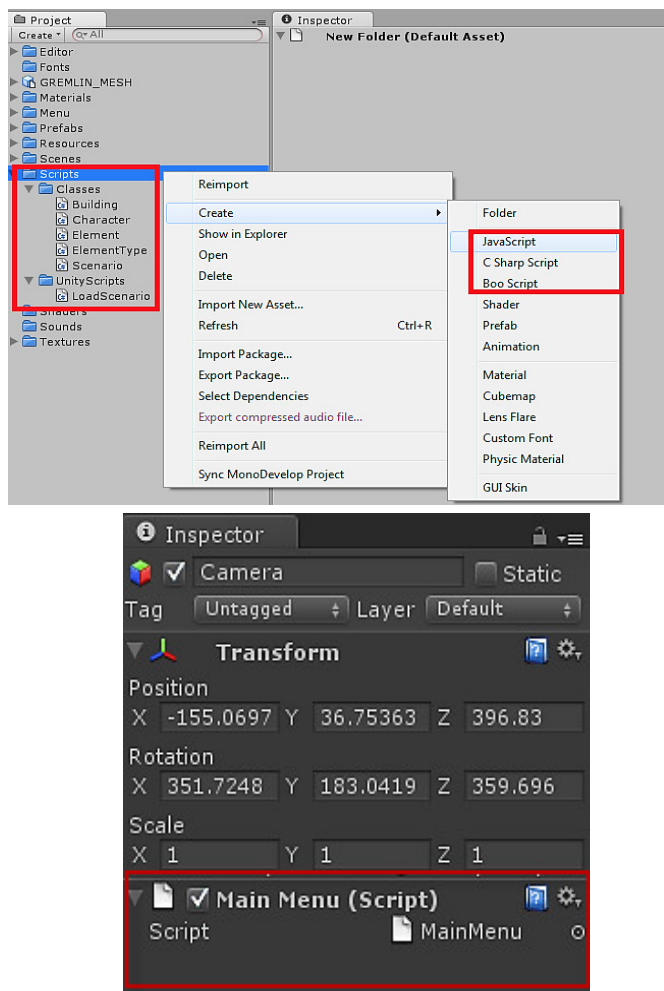 Project
Inspector
Create
All
New Folder (Default Asset)
Editor
Fonts
GREMLIN_MESH
Materials
Menu
Prefabs
Resources
Scenes
Scripts
Classes
Building
Character
Element
ElementType
Scenario
UnityScripts
LoadScenario
Shaders
Sounds
Textures
Reimport
Create
Show in Explorer
Open
Delete
Import New Asset...
Refresh Ctrl+R
Import Package...
Export Package...
Select Dependencies
Export compressed audio file...
Reimport All
Sync MonoDevelop Project
Folder
JavaScript
C Sharp Script
Boo Script
Shader
Prefab
Animation
Material
Cubemap
Lens Flare
Custom Font
Physic Material
GUI Skin
Inspector
Camera Static
Tag Untagged Layer Default
Transform
Position
X -155.0697 Y 36.75363 Z 396.83
Rotation
X 351.7248 Y 183.0419 Z 359.696
Scale
X 1 Y 1 Z 1
Main Menu (Script)
Script MainMenu